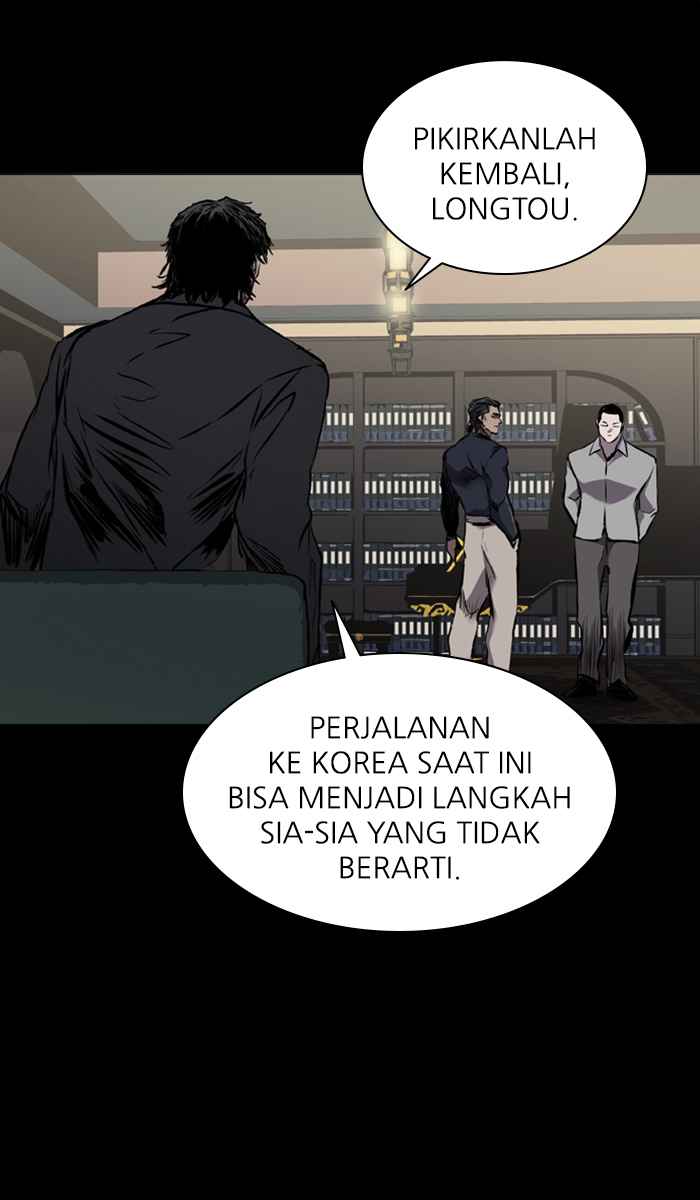 PIKIRKANLAH
KEMBALI,
LONGTOU.
PERJALANAN
KE KOREA SAAT INI
BISA MENJADI LANGKAH
SIA-SIA YANG TIDAK
BERARTI.